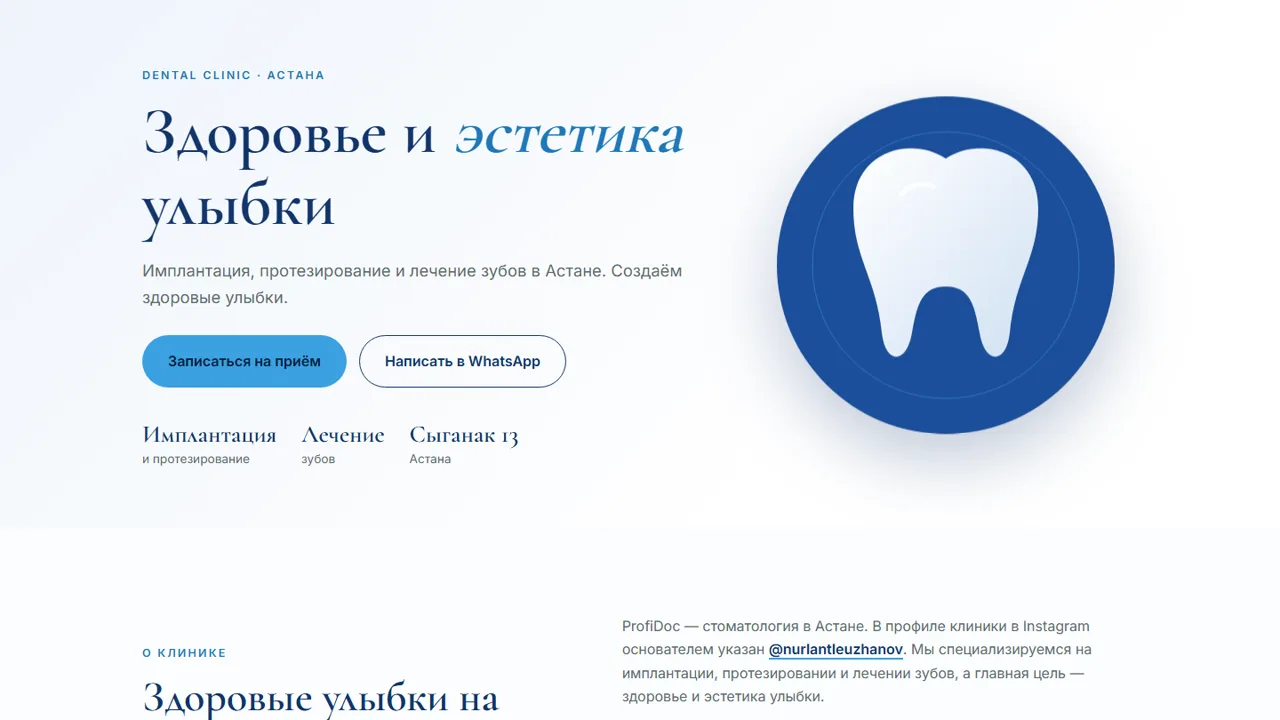 DENTAL CLINIC · АСТАНА
Здоровье и эстетика
улыбки
Имплантация, протезирование и лечение зубов в Астане. Создаём
здоровые улыбки.
Записаться на приём
Написать в WhatsApp
Имплантация
и протезирование
Лечение
зубов
Сыганак 13
Астана
О КЛИНИКЕ
Здоровые улыбки на
ProfiDoc — стоматология в Астане. В профиле клиники в Instagram
основателем указан @nurlantleuzhanov. Мы специализируемся на
имплантации, протезировании и лечении зубов, а главная цель —
здоровье и эстетика улыбки.